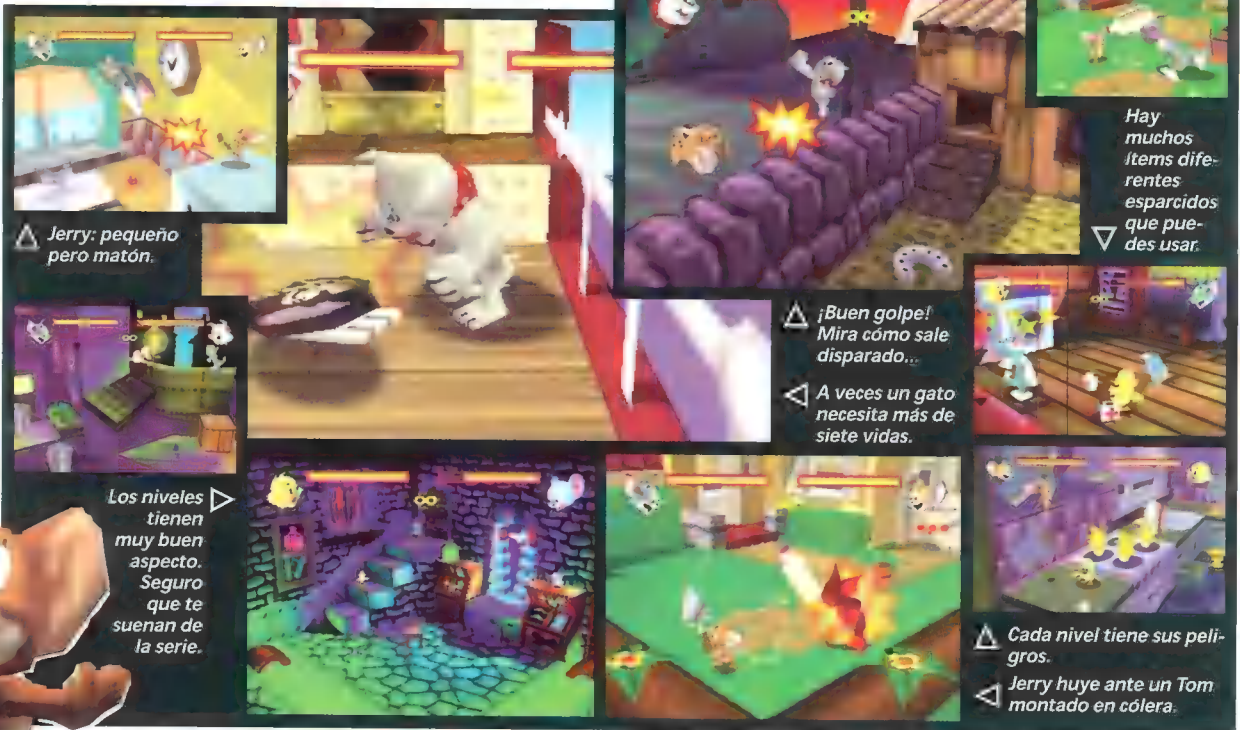 Jerry: pequeño
pero matón.
Hay
muchos
ítems dife-
rentes
esparcidos
que pue-
des usar.
¡Buen golpe!
Mira cómo sale
disparado...
A veces un gato
necesita más de
siete vidas.
Los niveles
tienen
muy buen
aspecto.
Seguro
que te
suenan de
la serie.
Cada nivel tiene sus peli-
gros.
Jerry huye ante un Tom
montado en cólera.